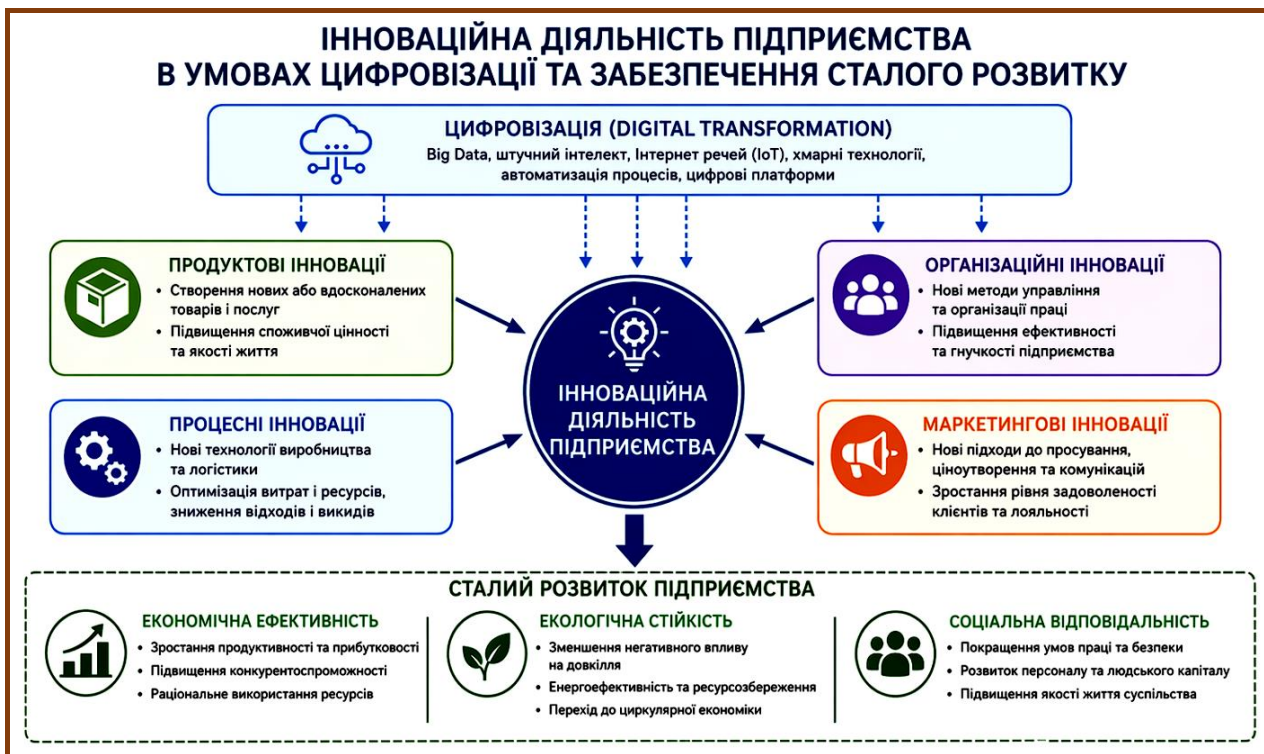 ІННОВАЦІЙНА ДІЯЛЬНІСТЬ ПІДПРИЄМСТВА
В УМОВАХ ЦИФРОВІЗАЦІЇ ТА ЗАБЕЗПЕЧЕННЯ СТАЛОГО РОЗВИТКУ
ЦИФРОВІЗАЦІЯ (DIGITAL TRANSFORMATION)
Big Data, штучний інтелект, Інтернет речей (IoT), хмарні технології,
автоматизація процесів, цифрові платформи
ПРОДУКТОВІ ІННОВАЦІЇ
• Створення нових або вдосконалених
товарів і послуг
• Підвищення споживчої цінності
та якості життя
ОРГАНІЗАЦІЙНІ ІННОВАЦІЇ
• Нові методи управління
та організації праці
• Підвищення ефективності
та гнучкості підприємства
ІННОВАЦІЙНА
ДІЯЛЬНІСТЬ
ПІДПРИЄМСТВА
ПРОЦЕСНІ ІННОВАЦІЇ
• Нові технології виробництва
та логістики
• Оптимізація витрат і ресурсів,
зниження відходів і викидів
МАРКЕТИНГОВІ ІННОВАЦІЇ
• Нові підходи до просування,
ціноутворення та комунікацій
• Зростання рівня задоволеності
клієнтів та лояльності
СТАЛИЙ РОЗВИТОК ПІДПРИЄМСТВА
ЕКОНОМІЧНА ЕФЕКТИВНІСТЬ
• Зростання продуктивності та прибутковості
• Підвищення конкурентоспроможності
• Раціональне використання ресурсів
ЕКОЛОГІЧНА СТІЙКІСТЬ
• Зменшення негативного впливу
на довкілля
• Енергоефективність та ресурсозбереження
• Перехід до циркулярної економіки
СОЦІАЛЬНА ВІДПОВІДАЛЬНІСТЬ
• Покращення умов праці та безпеки
• Розвиток персоналу та людського капіталу
• Підвищення якості життя суспільства